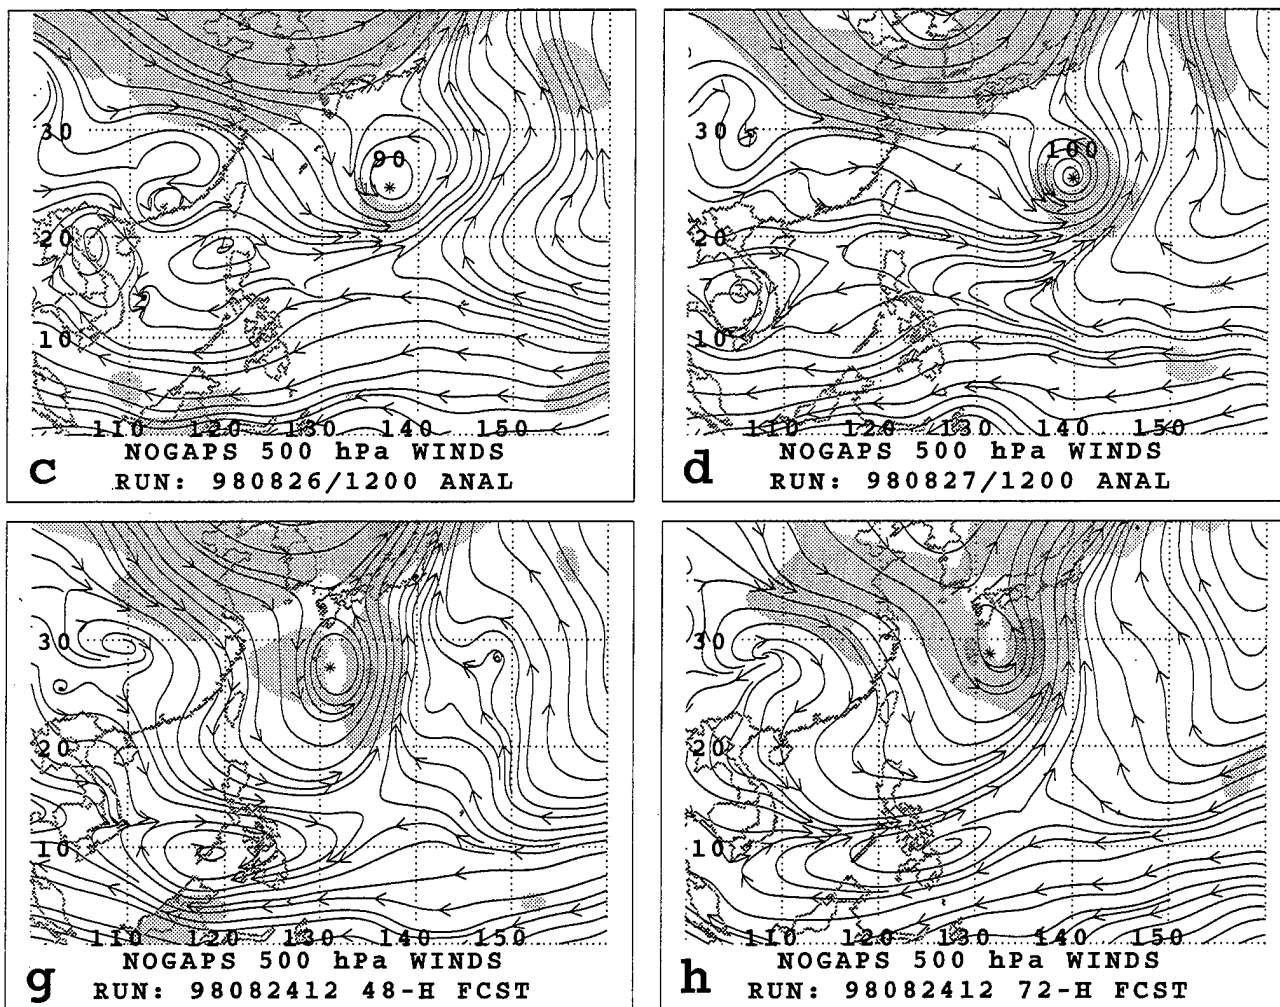 90
30
20
10
110 120 130 140 150
c
NOGAPS 500 hPa WINDS
RUN: 980826/1200 ANAL
100
30
20
10
110 120 130 140 150
d
NOGAPS 500 hPa WINDS
RUN: 980827/1200 ANAL
30
20
10
110 120 130 140 150
g
NOGAPS 500 hPa WINDS
RUN: 98082412 48-H FCST
30
20
10
110 120 130 140 150
h
NOGAPS 500 hPa WINDS
RUN: 98082412 72-H FCST